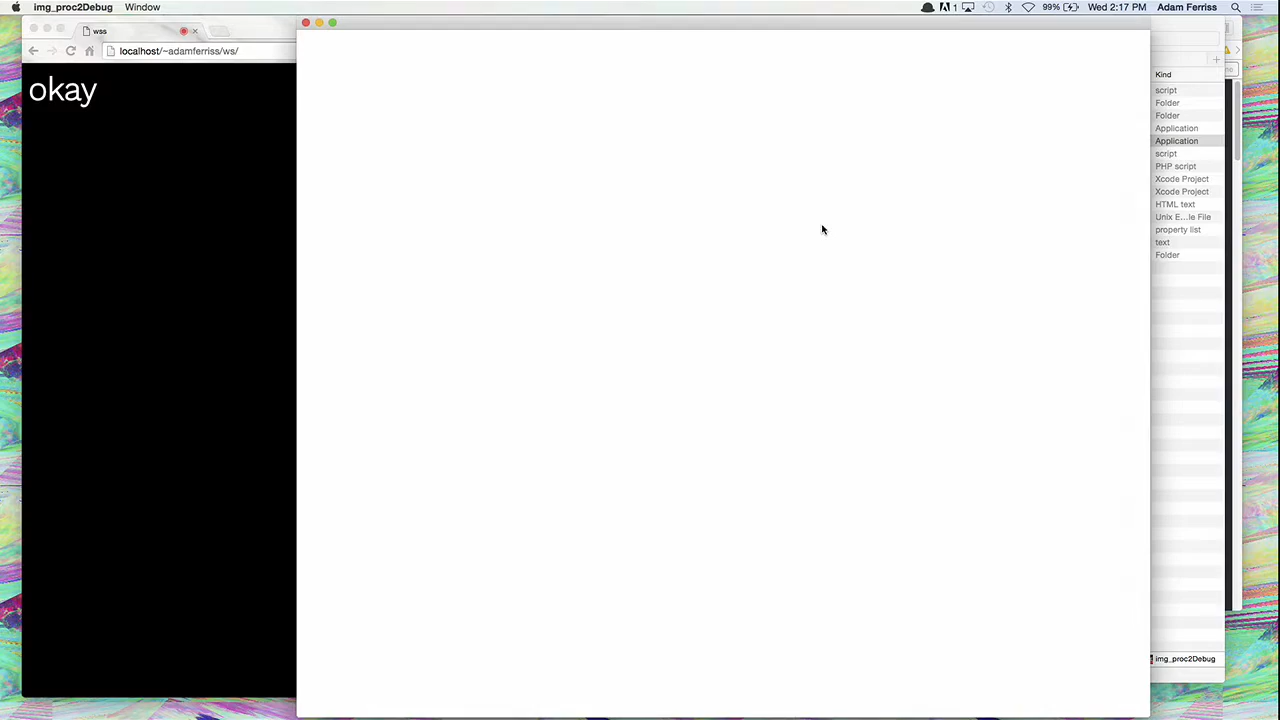 img_proc2Debug Window
1 99% Wed 2:17 PM Adam Ferriss
wss
localhost/~adamferriss/ws/
okay
Kind
script
Folder
Folder
Application
Application
script
PHP script
Xcode Project
Xcode Project
HTML text
Unix E...le File
property list
text
Folder
img_proc2Debug